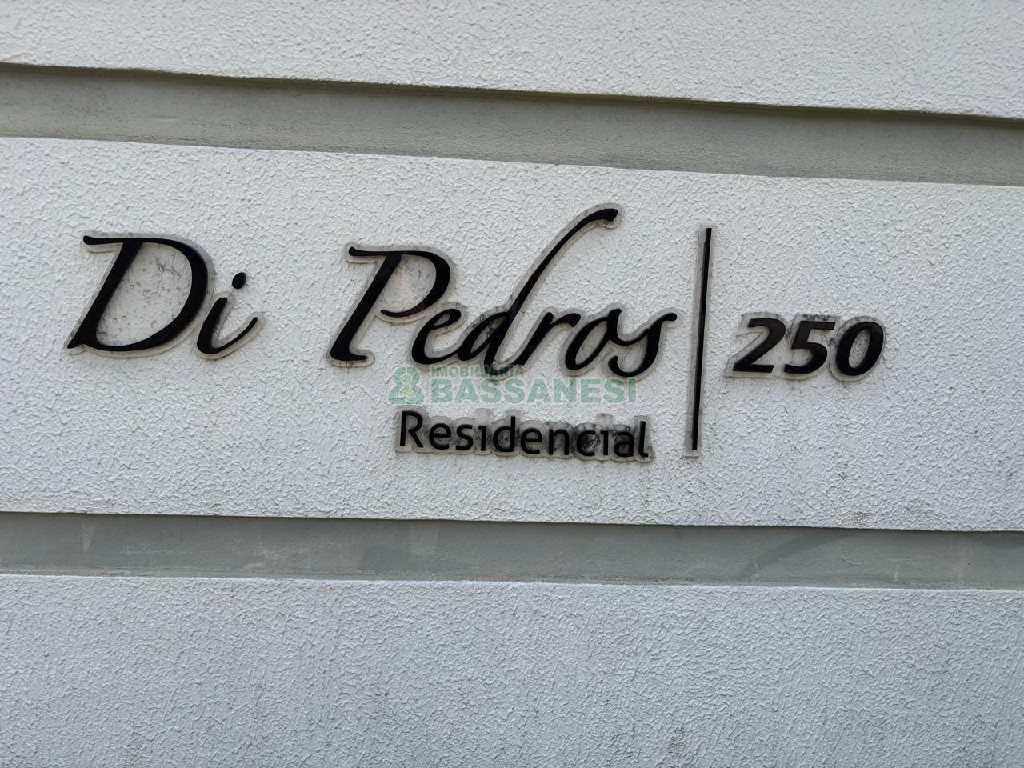 Di Pedros | 250
IMOBILIÁRIA
BASSANESI
Residencial